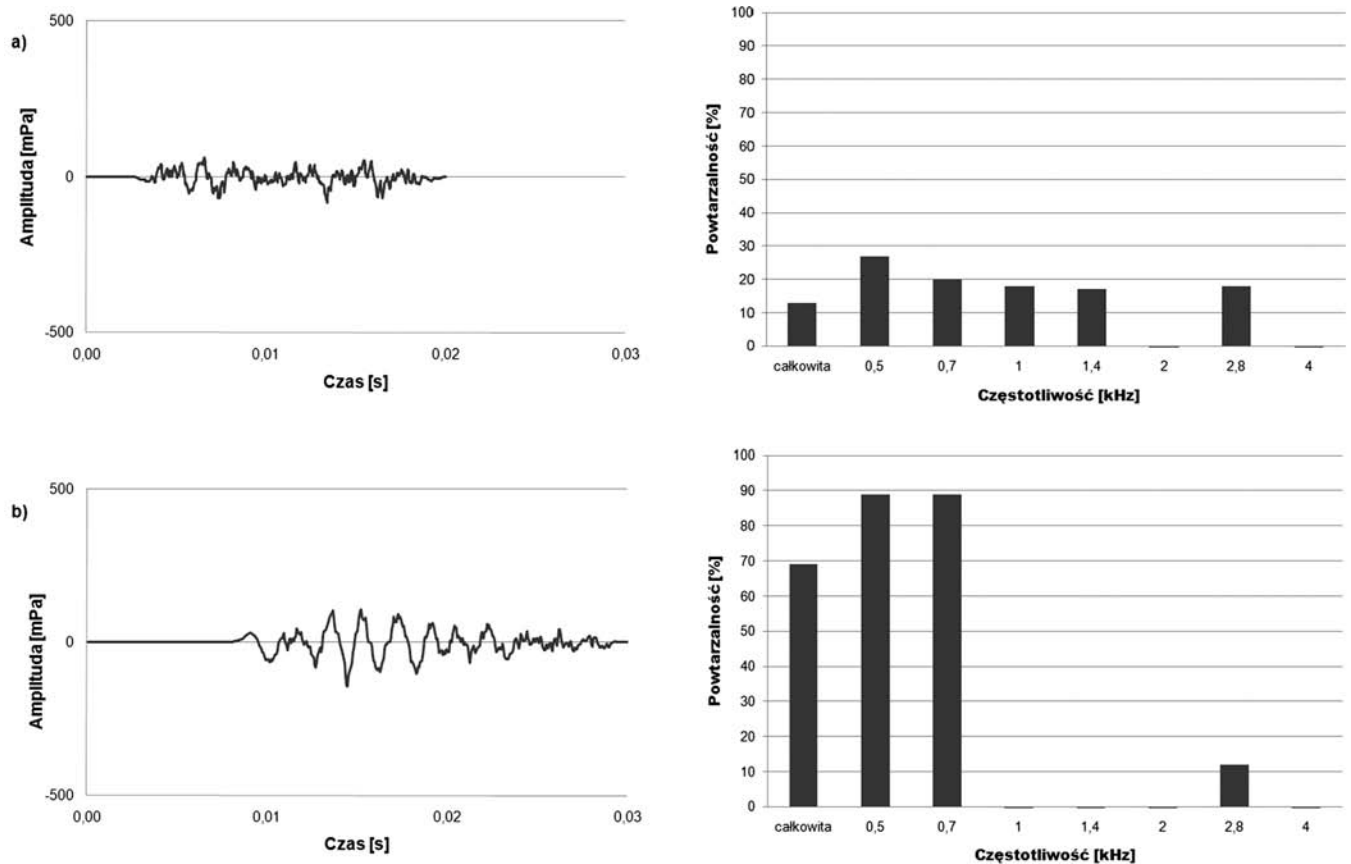 a)
Amplituda [mPa]
500
0
-500
0,00 0,01 0,02 0,03
Czas [s]
Powtarzalność [%]
100
90
80
70
60
50
40
30
20
10
0
całkowita 0,5 0,7 1 1,4 2 2,8 4
Częstotliwość [kHz]
b)
Amplituda [mPa]
500
0
-500
0,00 0,01 0,02 0,03
Czas [s]
Powtarzalność [%]
100
90
80
70
60
50
40
30
20
10
0
całkowita 0,5 0,7 1 1,4 2 2,8 4
Częstotliwość [kHz]